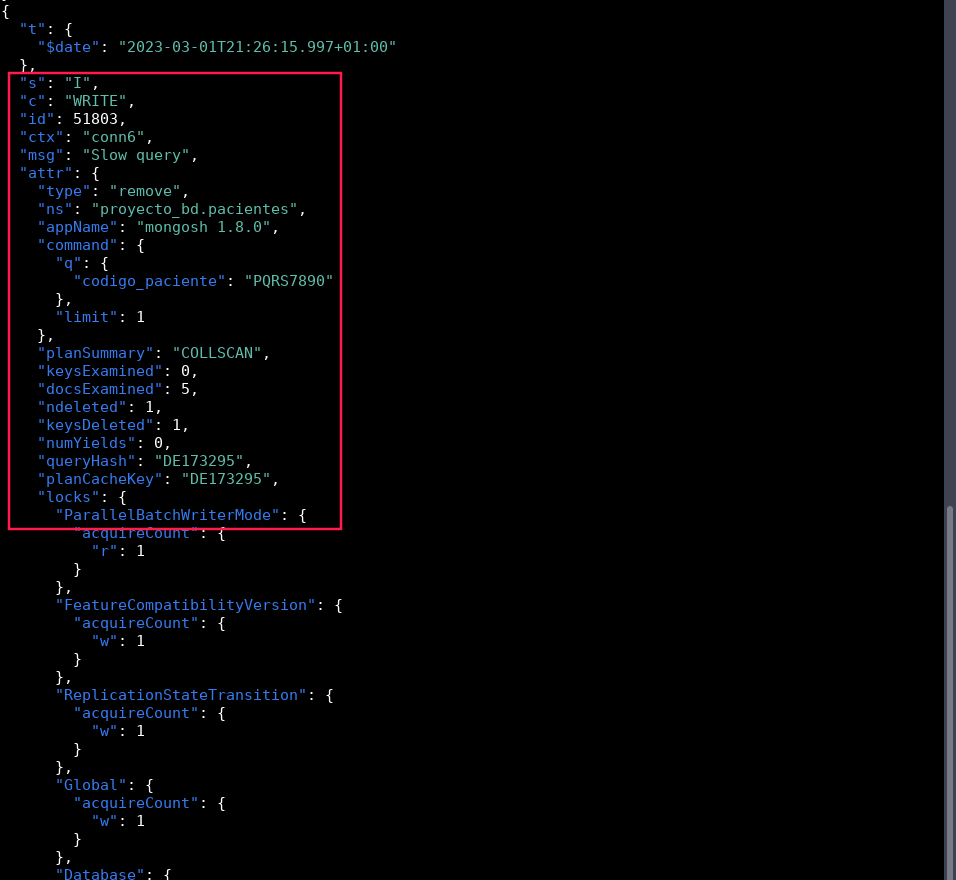 {
  "t": {
    "$date": "2023-03-01T21:26:15.997+01:00"
  },
  "s": "I",
  "c": "WRITE",
  "id": 51803,
  "ctx": "conn6",
  "msg": "Slow query",
  "attr": {
    "type": "remove",
    "ns": "proyecto_bd.pacientes",
    "appName": "mongosh 1.8.0",
    "command": {
      "q": {
        "codigo_paciente": "PQRS7890"
      },
      "limit": 1
    },
    "planSummary": "COLLSCAN",
    "keysExamined": 0,
    "docsExamined": 5,
    "ndeleted": 1,
    "keysDeleted": 1,
    "numYields": 0,
    "queryHash": "DE173295",
    "planCacheKey": "DE173295",
    "locks": {
      "ParallelBatchWriterMode": {
        "acquireCount": {
          "r": 1
        }
      },
      "FeatureCompatibilityVersion": {
        "acquireCount": {
          "w": 1
        }
      },
      "ReplicationStateTransition": {
        "acquireCount": {
          "w": 1
        }
      },
      "Global": {
        "acquireCount": {
          "w": 1
        }
      },
      "Database": {